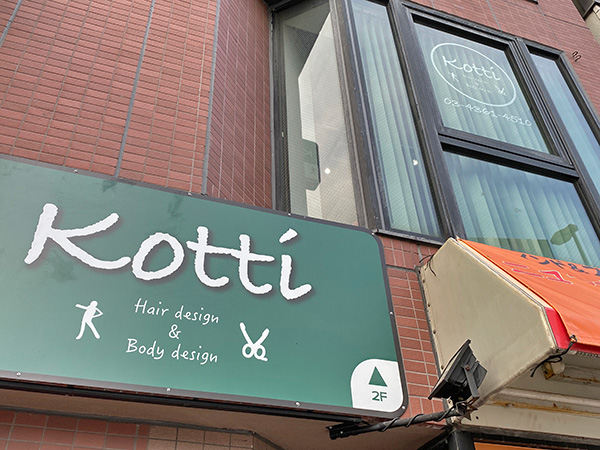 Kotti
03-4361-4510
Kotti
Hair design
&
Body design
2F